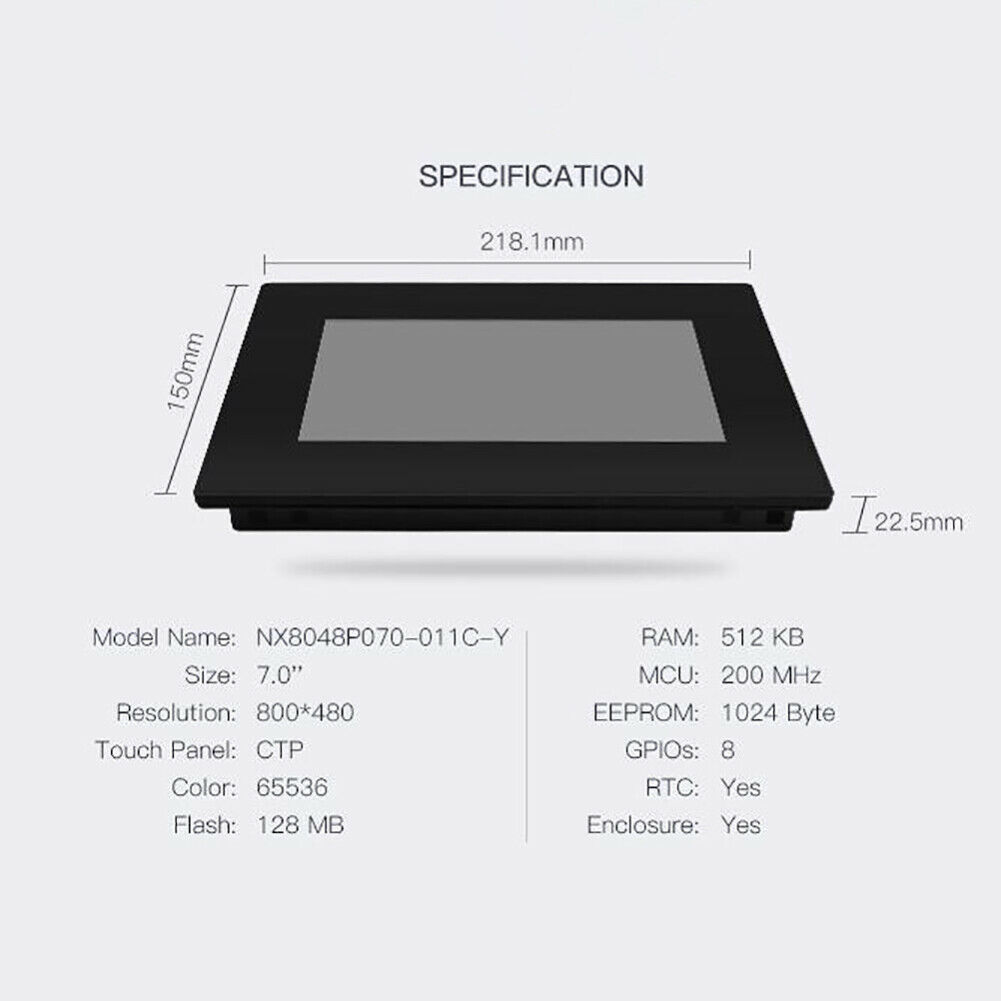 SPECIFICATION
218.1mm
150mm
22.5mm
Model Name: NX8048P070-011C-Y
Size: 7.0”
Resolution: 800*480
Touch Panel: CTP
Color: 65536
Flash: 128 MB
RAM: 512 KB
MCU: 200 MHz
EEPROM: 1024 Byte
GPIOs: 8
RTC: Yes
Enclosure: Yes